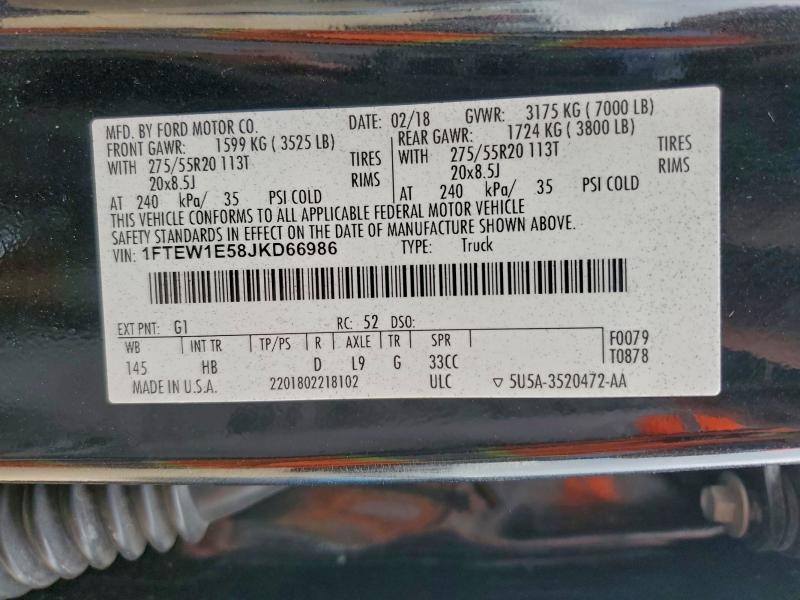 MFD. BY FORD MOTOR CO. DATE: 02/18 GVWR: 3175 KG ( 7000 LB)
FRONT GAWR: 1599 KG ( 3525 LB) REAR GAWR: 1724 KG ( 3800 LB)
WITH 275/55R20 113T TIRES WITH 275/55R20 113T TIRES
20x8.5J RIMS 20x8.5J RIMS
AT 240 kPa/ 35 PSI COLD AT 240 kPa/ 35 PSI COLD
THIS VEHICLE CONFORMS TO ALL APPLICABLE FEDERAL MOTOR VEHICLE
SAFETY STANDARDS IN EFFECT ON THE DATE OF MANUFACTURE SHOWN ABOVE.
VIN: 1FTEW1E58JKD66986 TYPE: Truck
EXT PNT: G1 RC: 52 DSO:
WB INT TR TP/PS R AXLE TR SPR F0079
145 HB D L9 G 33CC T0878
MADE IN U.S.A. 2201802218102 ULC ▽ 5U5A-3520472-AA